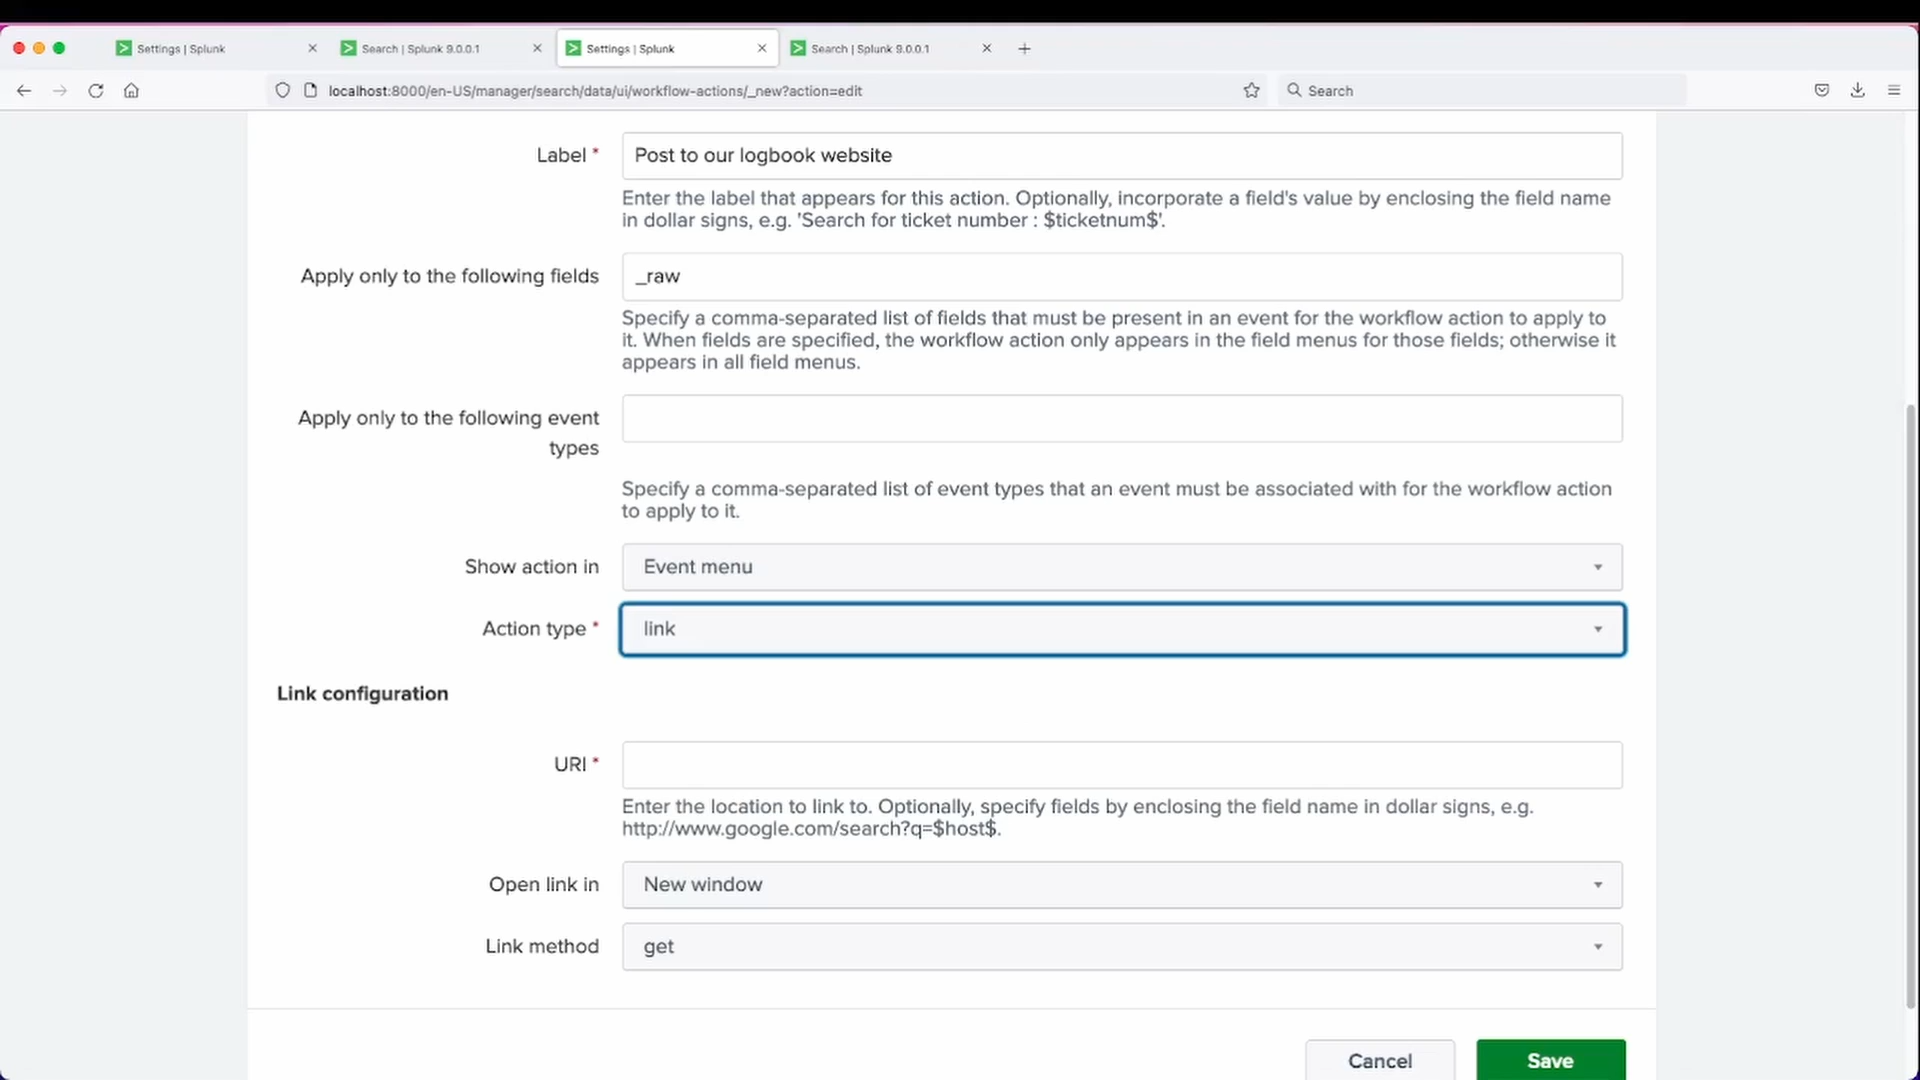 Settings | Splunk
Search | Splunk 9.0.0.1
Settings | Splunk
Search | Splunk 9.0.0.1
localhost:8000/en-US/manager/search/data/ui/workflow-actions/_new?action=edit
Search
Label *
Post to our logbook website
Enter the label that appears for this action. Optionally, incorporate a field's value by enclosing the field name
in dollar signs, e.g. 'Search for ticket number : $ticketnum$'.
Apply only to the following fields
_raw
Specify a comma-separated list of fields that must be present in an event for the workflow action to apply to
it. When fields are specified, the workflow action only appears in the field menus for those fields; otherwise it
appears in all field menus.
Apply only to the following event
types
Specify a comma-separated list of event types that an event must be associated with for the workflow action
to apply to it.
Show action in
Event menu
Action type *
link
Link configuration
URI *
Enter the location to link to. Optionally, specify fields by enclosing the field name in dollar signs, e.g.
http://www.google.com/search?q=$host$.
Open link in
New window
Link method
get
Cancel
Save